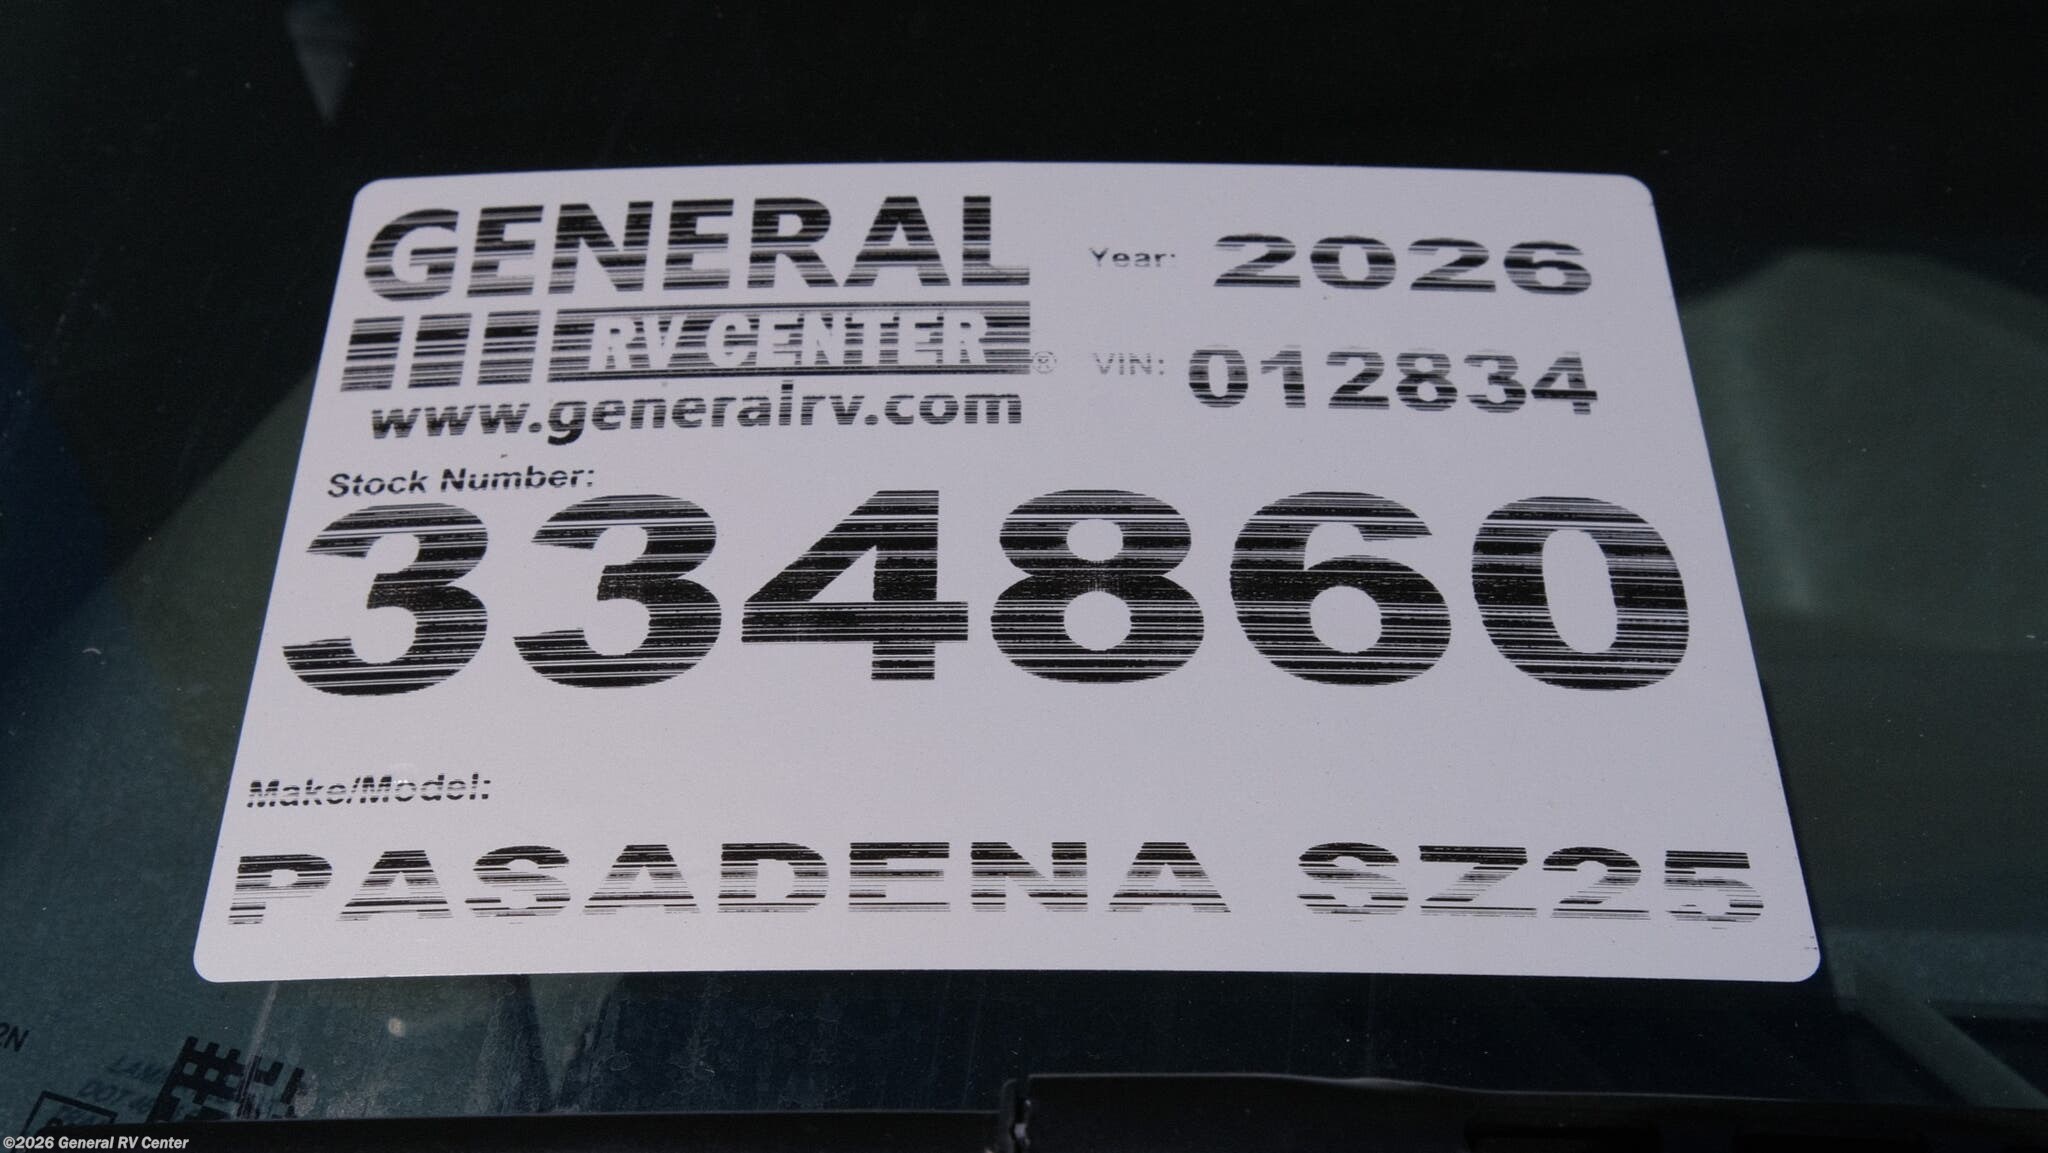 GENERAL
RV CENTER®
www.generalrv.com
Year: 2026
VIN: 012834
Stock Number:
334860
Make/Model:
PASADENA SZ25
2N
©2026 General RV Center